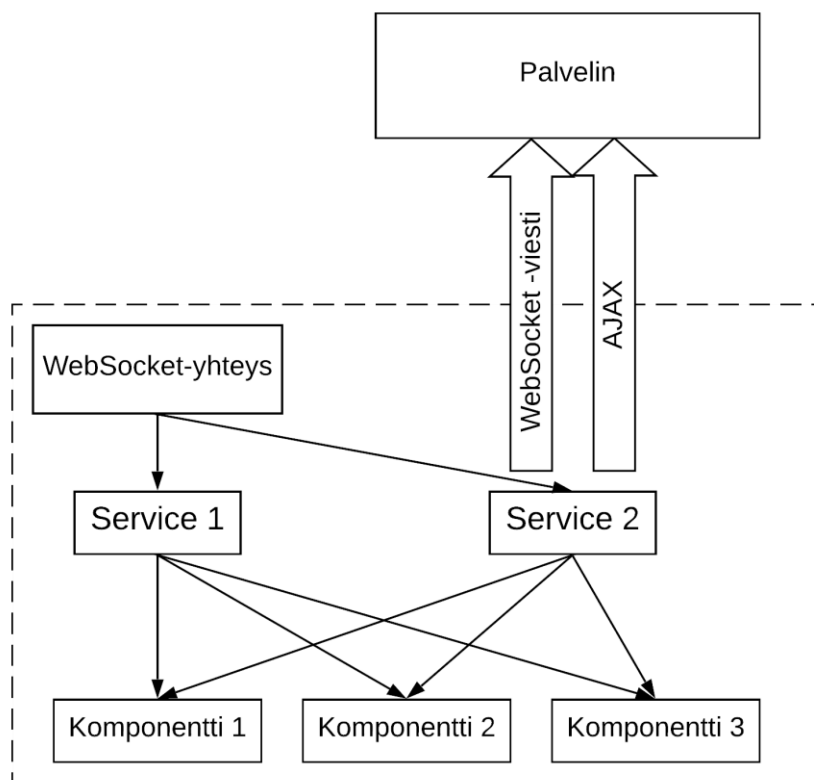 Palvelin
WebSocket -viesti
AJAX
WebSocket-yhteys
Service 1
Service 2
Komponentti 1
Komponentti 2
Komponentti 3